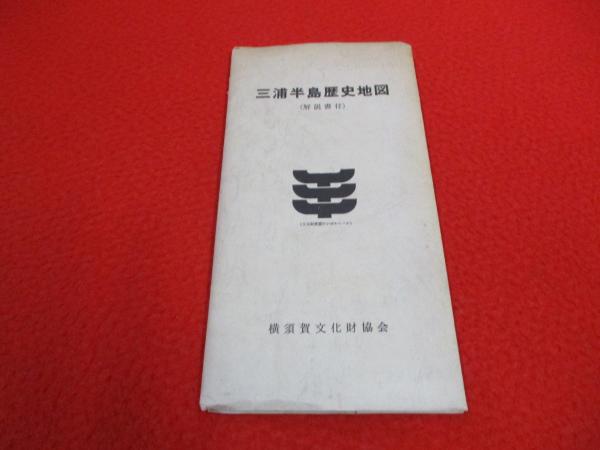 三浦半島歴史地図
(解説書付)
横須賀文化財協会